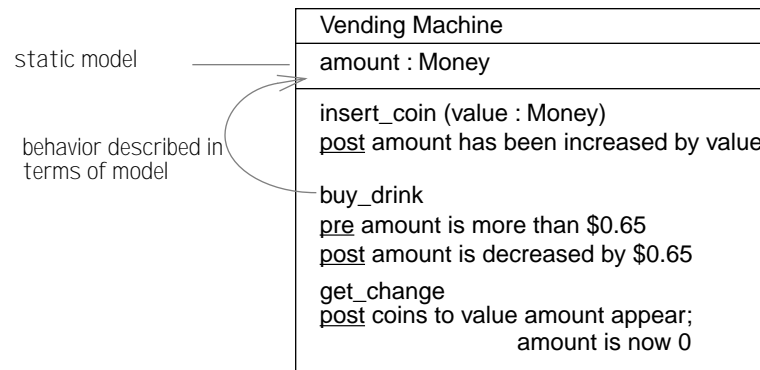 Vending Machine
static model
amount : Money
insert_coin (value : Money)
post amount has been increased by value
behavior described in
terms of model
buy_drink
pre amount is more than $0.65
post amount is decreased by $0.65
get_change
post coins to value amount appear;
amount is now 0